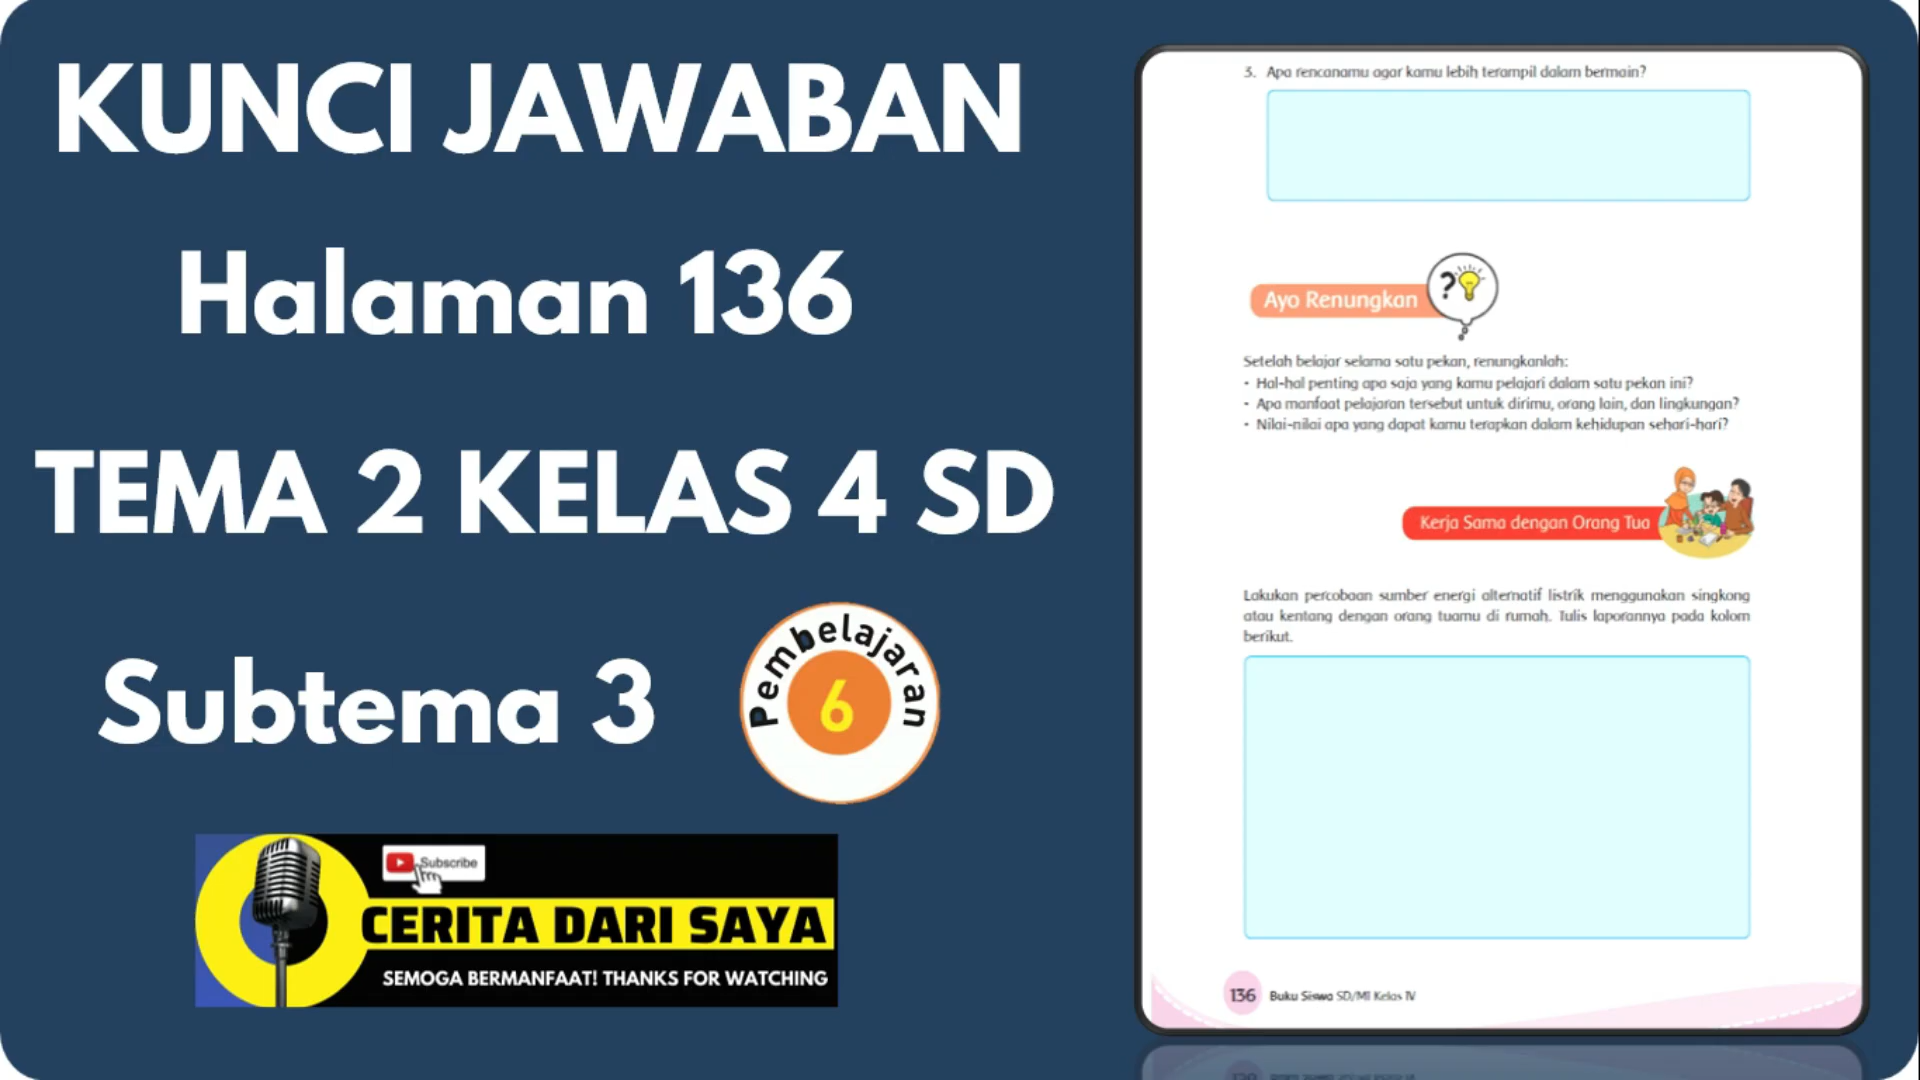 KUNCI JAWABAN
Halaman 136
TEMA 2 KELAS 4 SD
Subtema 3
Pembelajaran
6
Subscribe
CERITA DARI SAYA
SEMOGA BERMANFAAT! THANKS FOR WATCHING
3. Apa rencanamu agar kamu lebih terampil dalam bermain?
Ayo Renungkan
?
Setelah belajar selama satu pekan, renungkanlah:
• Hal-hal penting apa saja yang kamu pelajari dalam satu pekan ini?
• Apa manfaat pelajaran tersebut untuk dirimu, orang lain, dan lingkungan?
• Nilai-nilai apa yang dapat kamu terapkan dalam kehidupan sehari-hari?
Kerja Sama dengan Orang Tua
Lakukan percobaan sumber energi alternatif listrik menggunakan singkong
atau kentang dengan orang tuamu di rumah. Tulis laporannya pada kolom
berikut.
136 Buku Siswa SD/MI Kelas IV